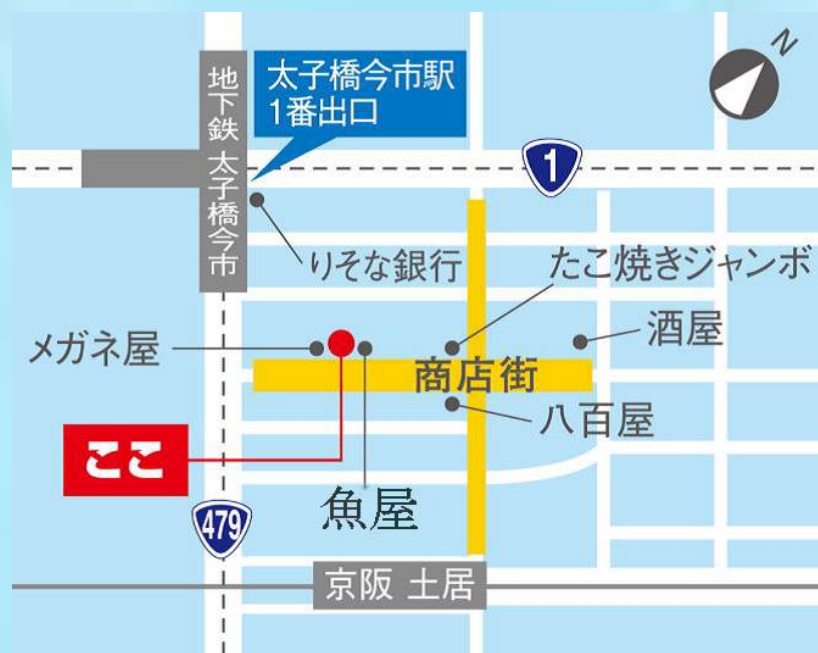 N
地下鉄 太子橋今市
太子橋今市駅
1番出口
1
りそな銀行
たこ焼きジャンボ
メガネ屋
酒屋
商店街
八百屋
ここ
魚屋
479
京阪 土居